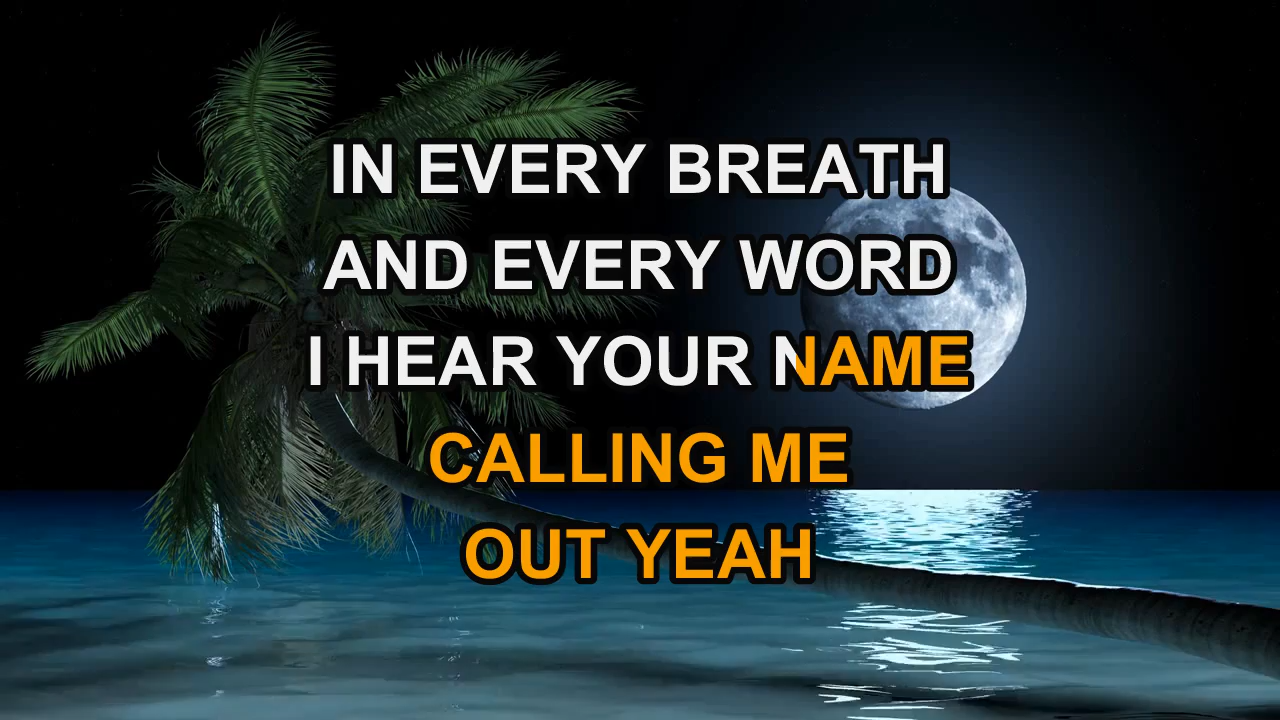 IN EVERY BREATH
AND EVERY WORD
I HEAR YOUR NAME
CALLING ME
OUT YEAH